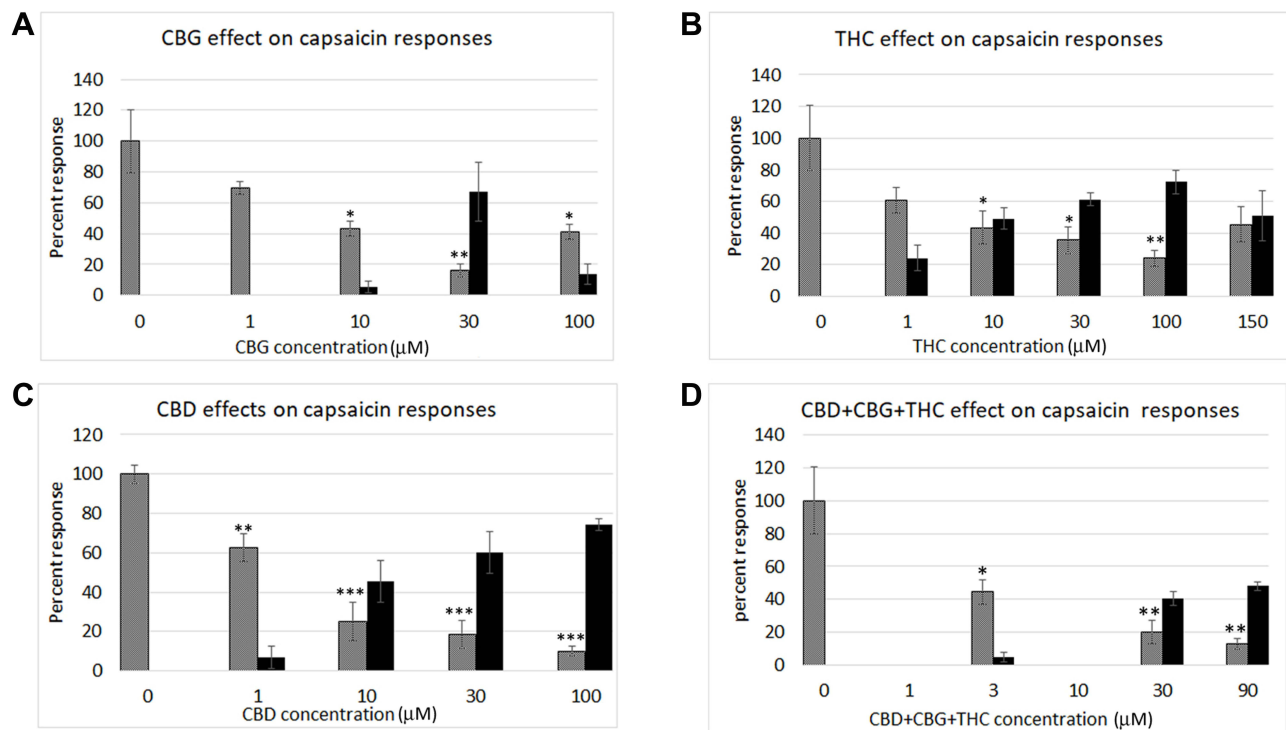 A
CBG effect on capsaicin responses
Percent response
140
120
100
80
60
40
20
0
*
**
*
0 1 10 30 100
CBG concentration (µM)
B
THC effect on capsaicin responses
Percent response
140
120
100
80
60
40
20
0
*
*
**
0 1 10 30 100 150
THC concentration (µM)
C
CBD effects on capsaicin responses
Percent response
120
100
80
60
40
20
0
**
***
***
***
0 1 10 30 100
CBD concentration (µM)
D
CBD+CBG+THC effect on capsaicin responses
percent response
140
120
100
80
60
40
20
0
*
**
**
0 1 3 10 30 90
CBD+CBG+THC concentration (µM)